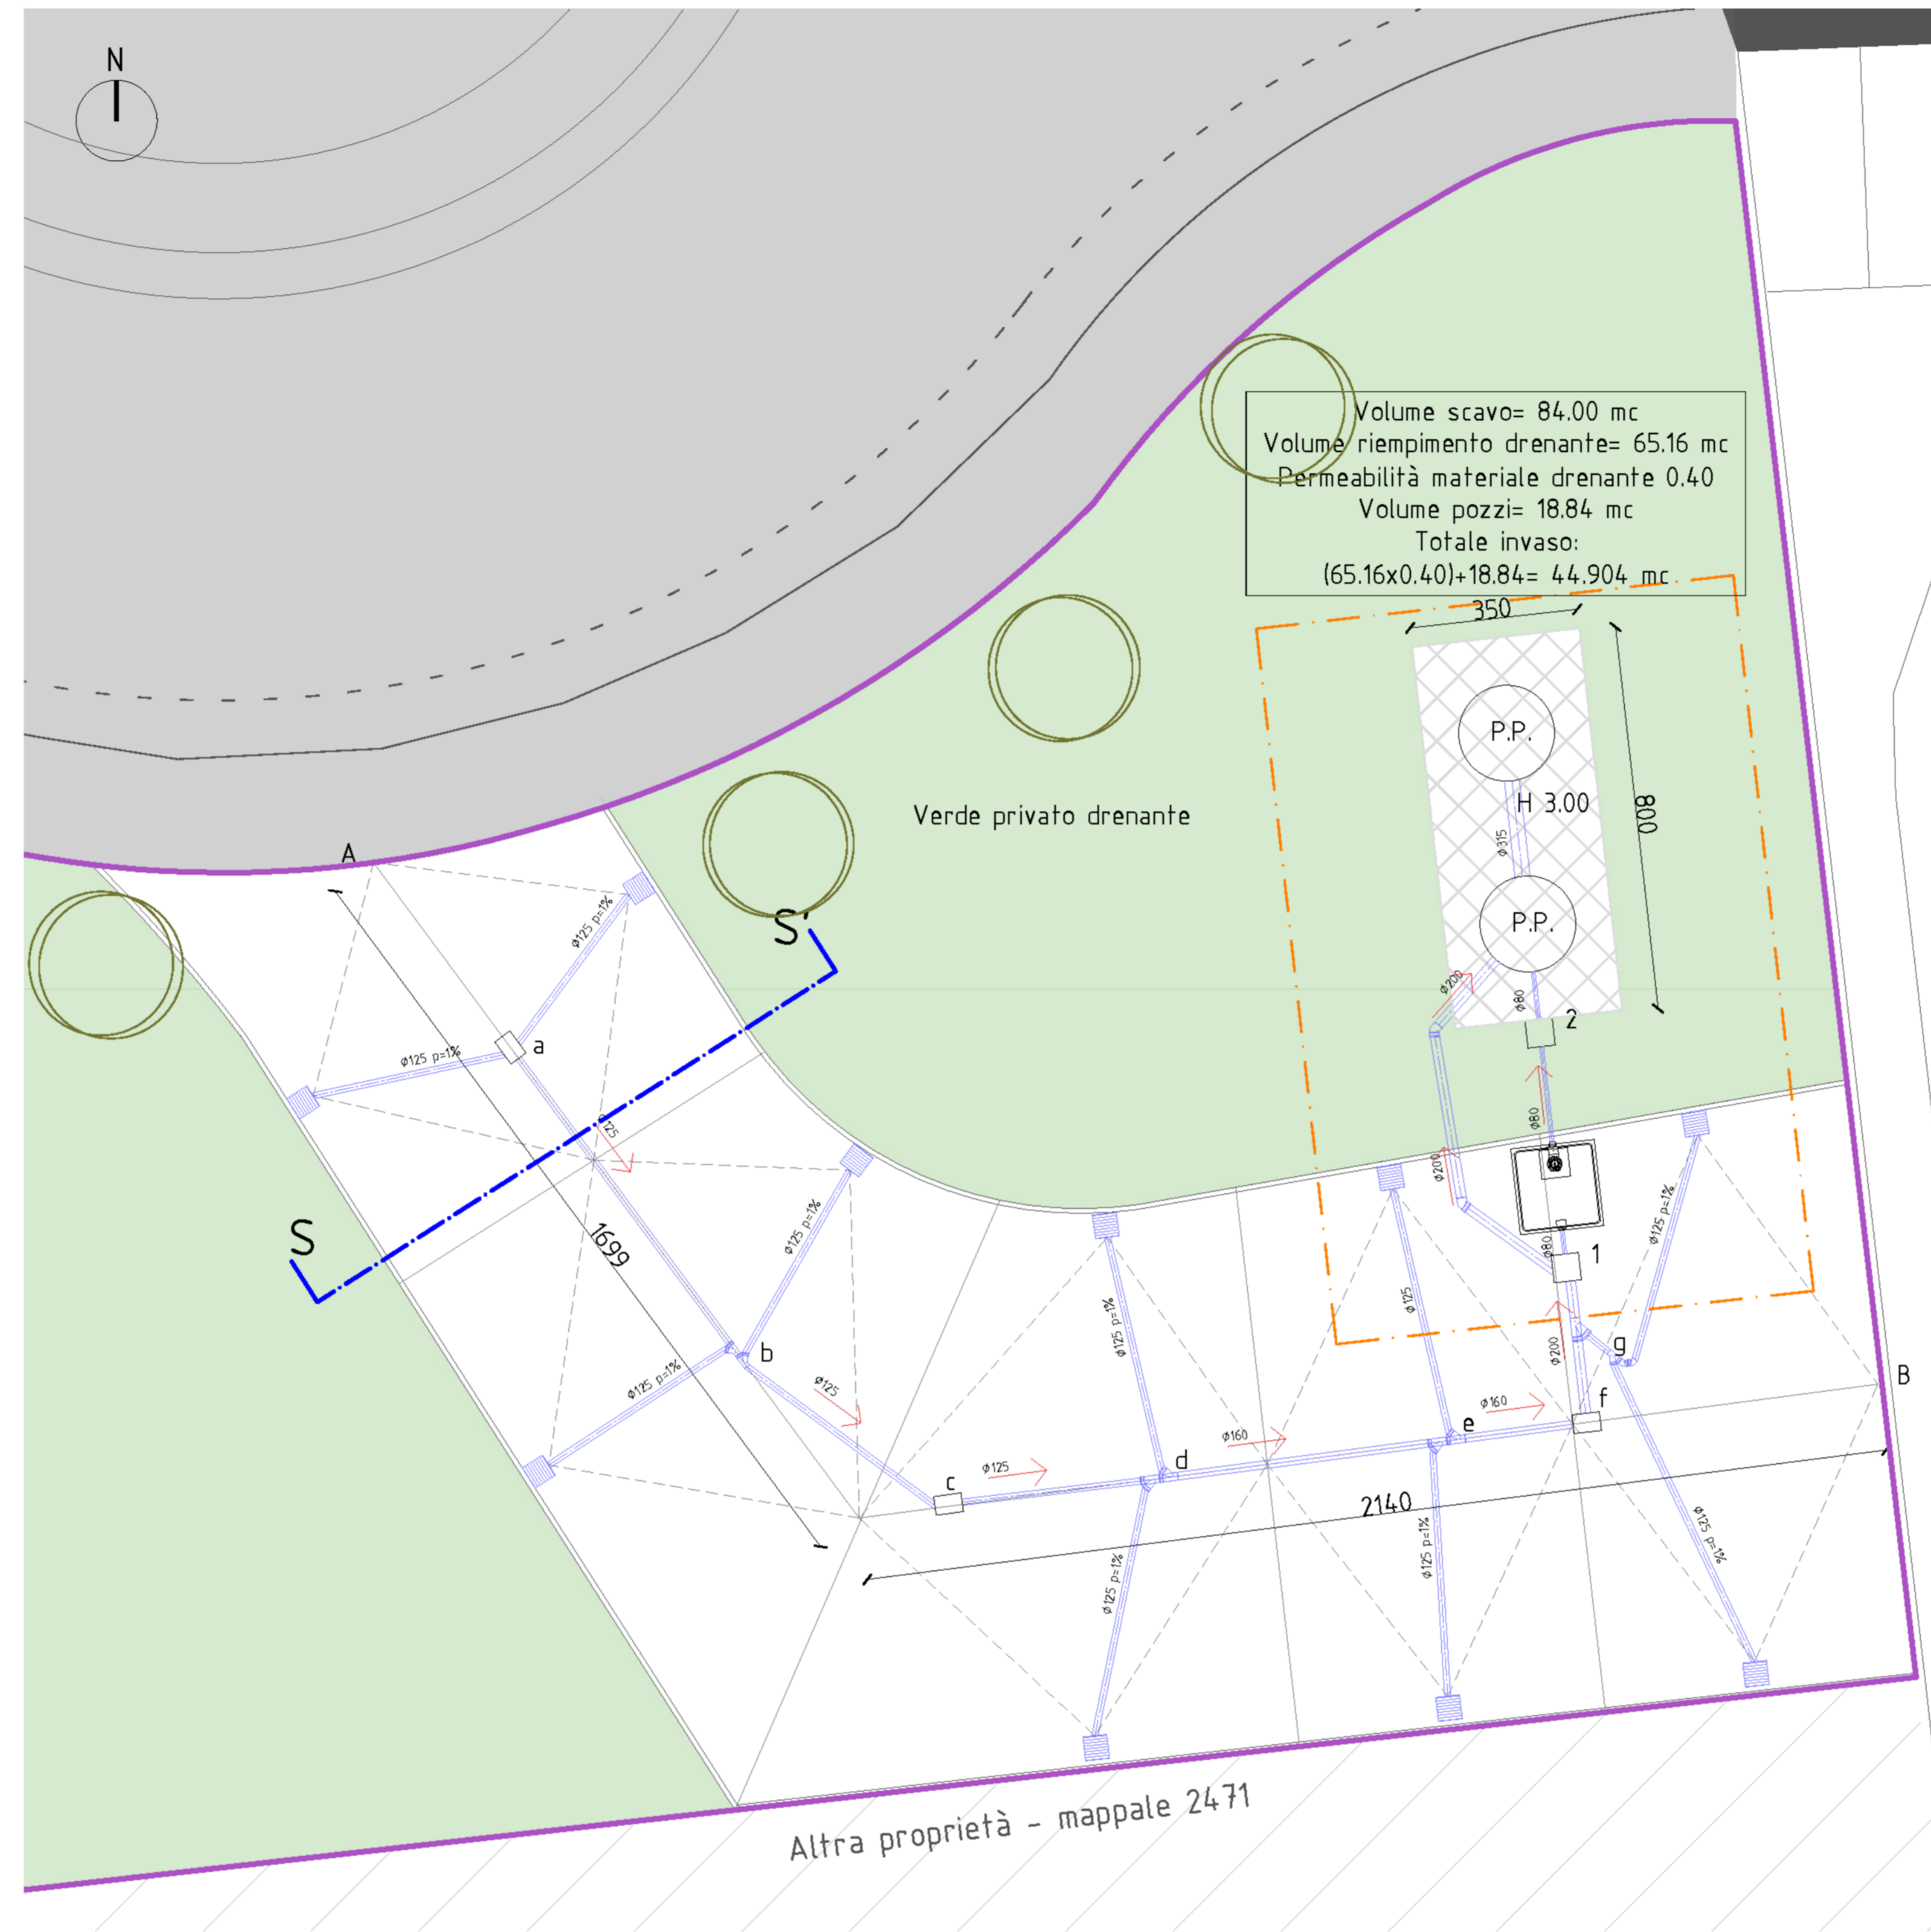 N
Volume scavo= 84.00 mc
Volume riempimento drenante= 65.16 mc
Permeabilità materiale drenante 0.40
Volume pozzi= 18.84 mc
Totale invaso:
(65.16x0.40)+18.84= 44.904 mc
350
P.P.
H 3.00
800
Ø315
Verde privato drenante
A
P.P.
S'
Ø125 p=1%
Ø200
Ø80
2
a
Ø125 p=1%
Ø125
Ø80
Ø200
S
1699
Ø125 p=1%
Ø125 p=1%
Ø80
1
Ø125 p=1%
Ø125
Ø200
g
b
Ø125 p=1%
Ø125
B
f
Ø160
e
Ø160
d
Ø125
c
2140
Ø125 p=1%
Ø125 p=1%
Ø125 p=1%
Altra proprietà - mappale 2471